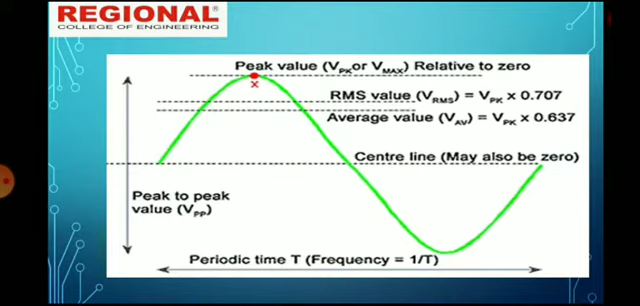 REGIONAL
COLLEGE OF ENGINEERING
Peak value (VPK or VMAX) Relative to zero
x
RMS value (VRMS) = VPK x 0.707
Average value (VAV) = VPK x 0.637
Centre line (May also be zero)
Peak to peak
value (VPP)
Periodic time T (Frequency = 1/T)